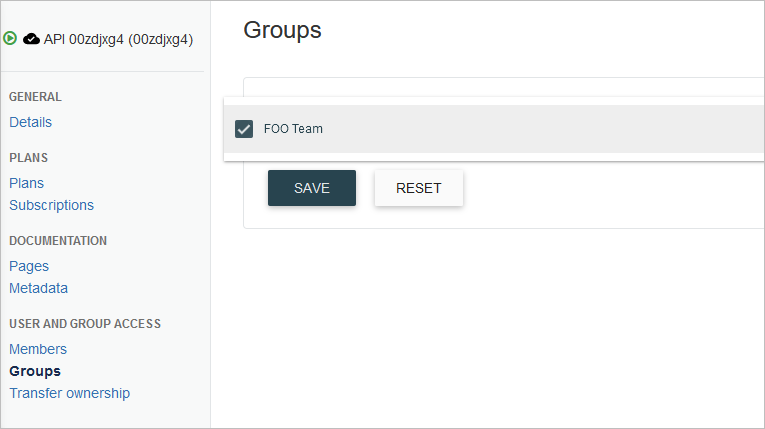 API 00zdjxg4 (00zdjxg4)
GENERAL
Details
PLANS
Plans
Subscriptions
DOCUMENTATION
Pages
Metadata
USER AND GROUP ACCESS
Members
Groups
Transfer ownership
Groups
FOO Team
SAVE RESET